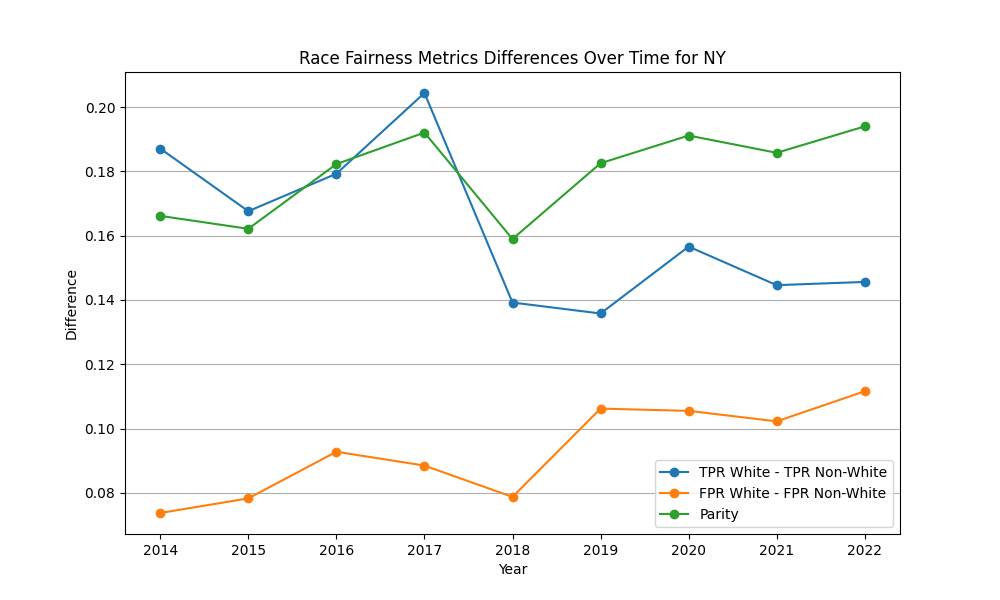 Race Fairness Metrics Differences Over Time for NY
Difference
0.20
0.18
0.16
0.14
0.12
0.10
0.08
TPR White - TPR Non-White
FPR White - FPR Non-White
Parity
2014 2015 2016 2017 2018 2019 2020 2021 2022
Year